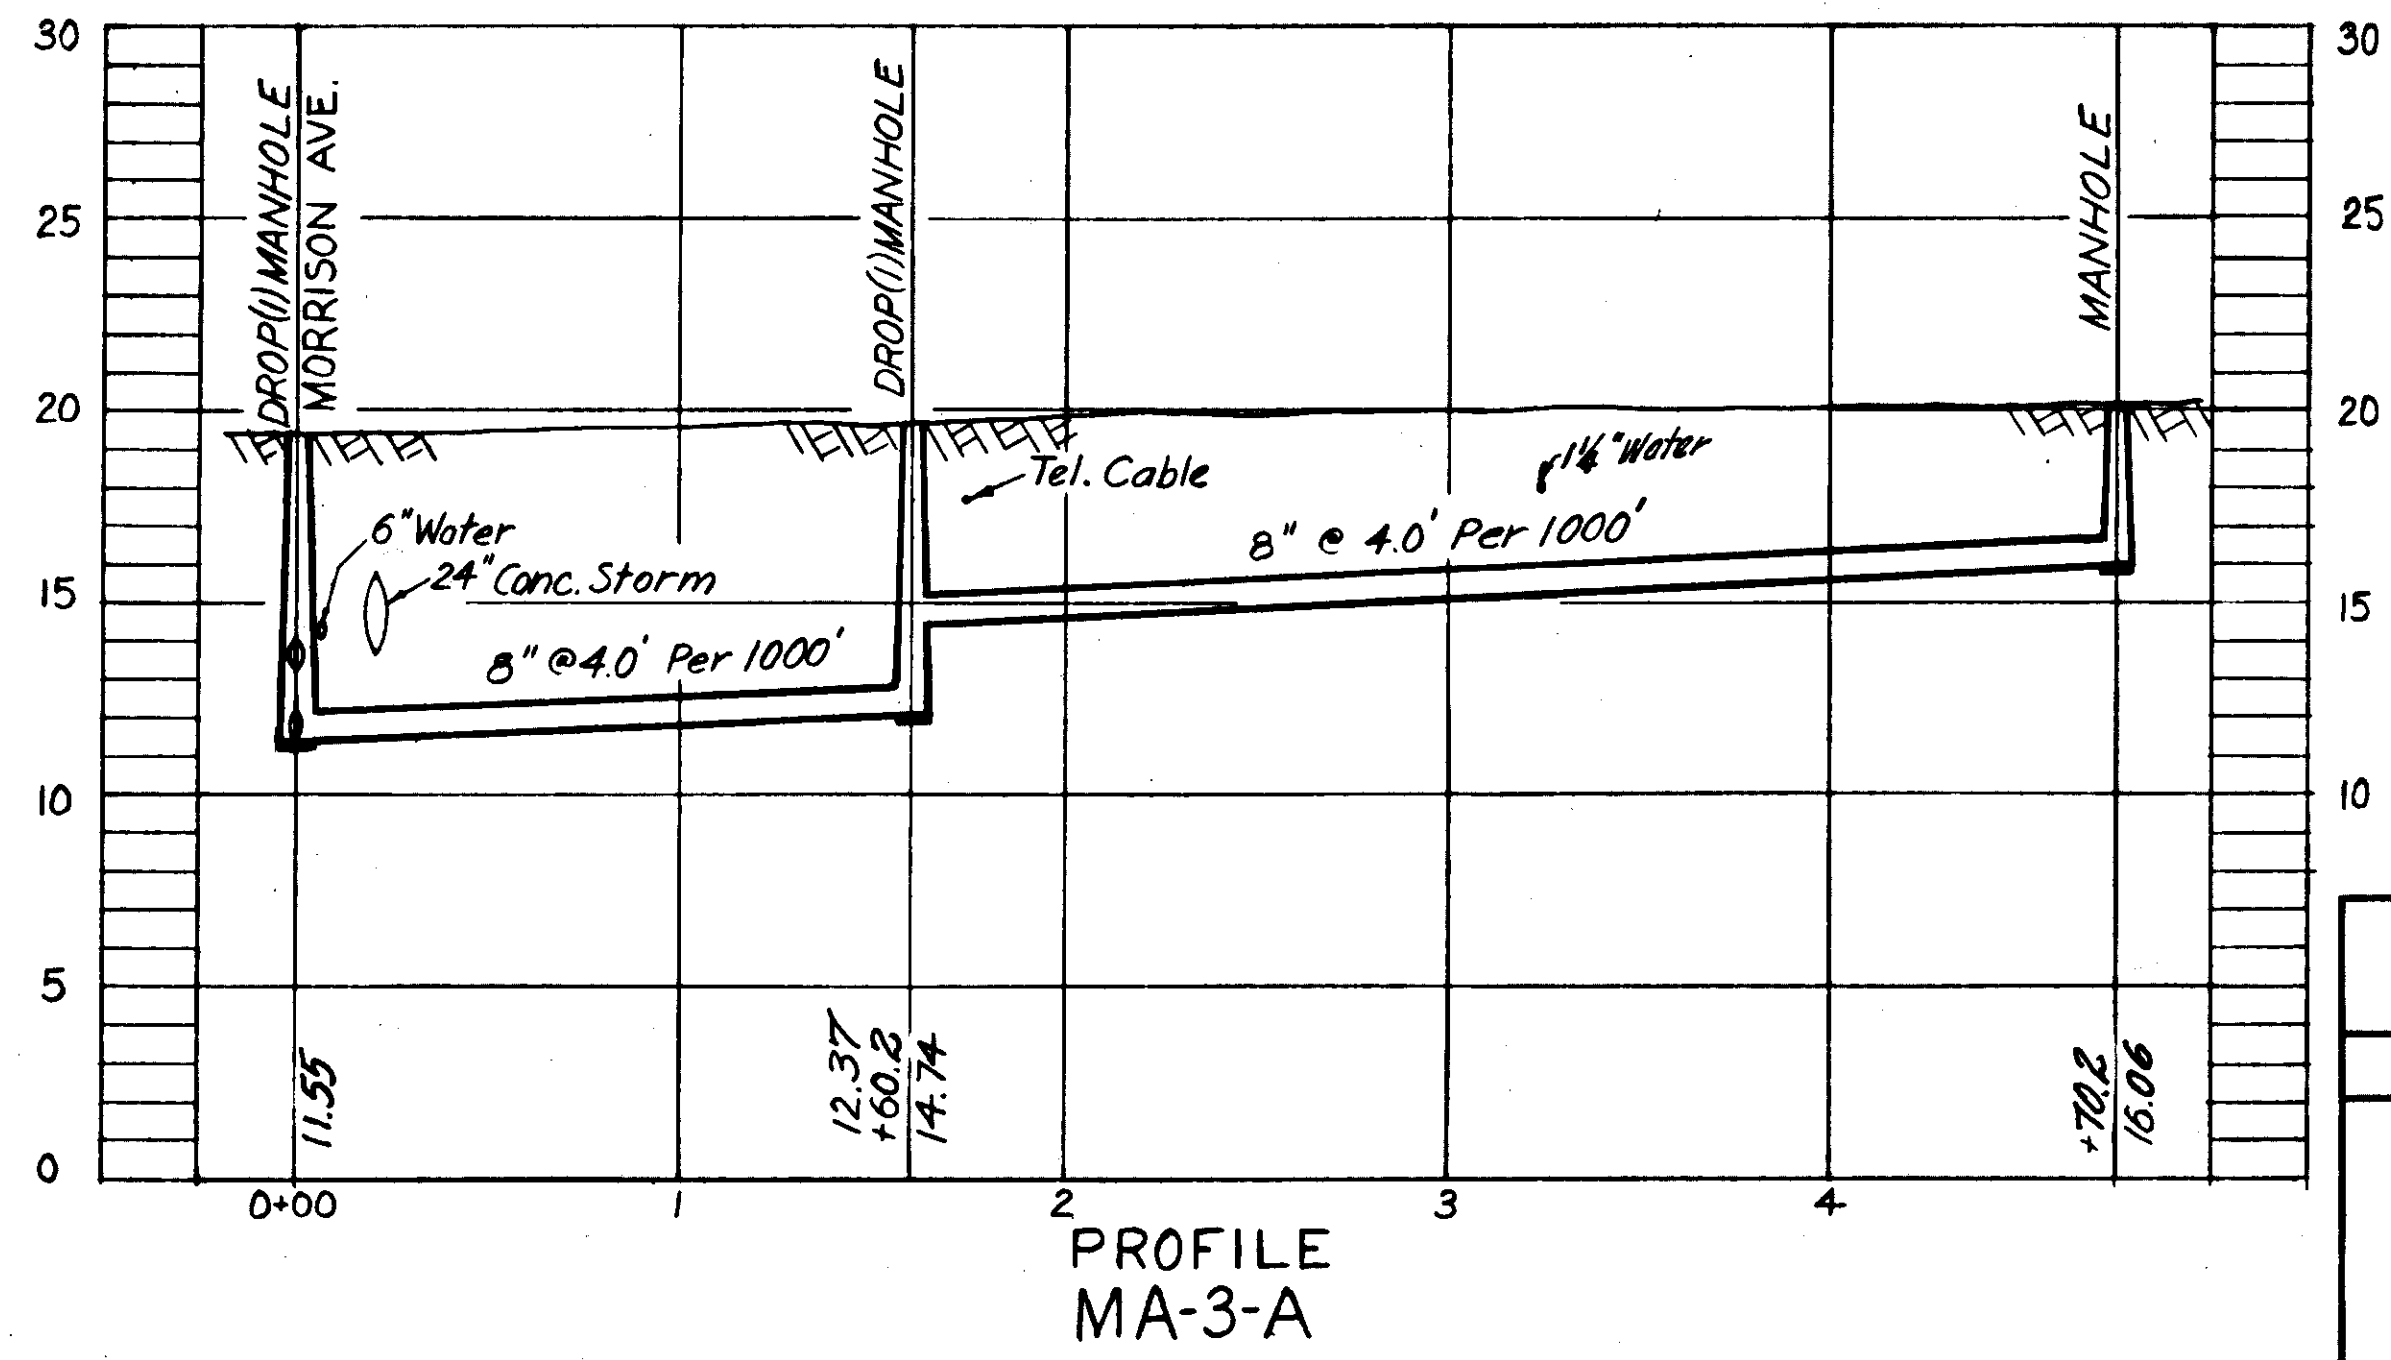 30
30
DROP(1)MANHOLE
MORRISON AVE.
DROP(1)MANHOLE
MANHOLE
25
25
20
20
Tel. Cable
1¼" Water
6" Water
8" @ 4.0' Per 1000'
24" Conc. Storm
15
15
8" @ 4.0' Per 1000'
10
10
5
11.55
12.37
+60.2
14.74
+70.2
16.06
0
0+00
1
2
3
4
PROFILE
MA-3-A